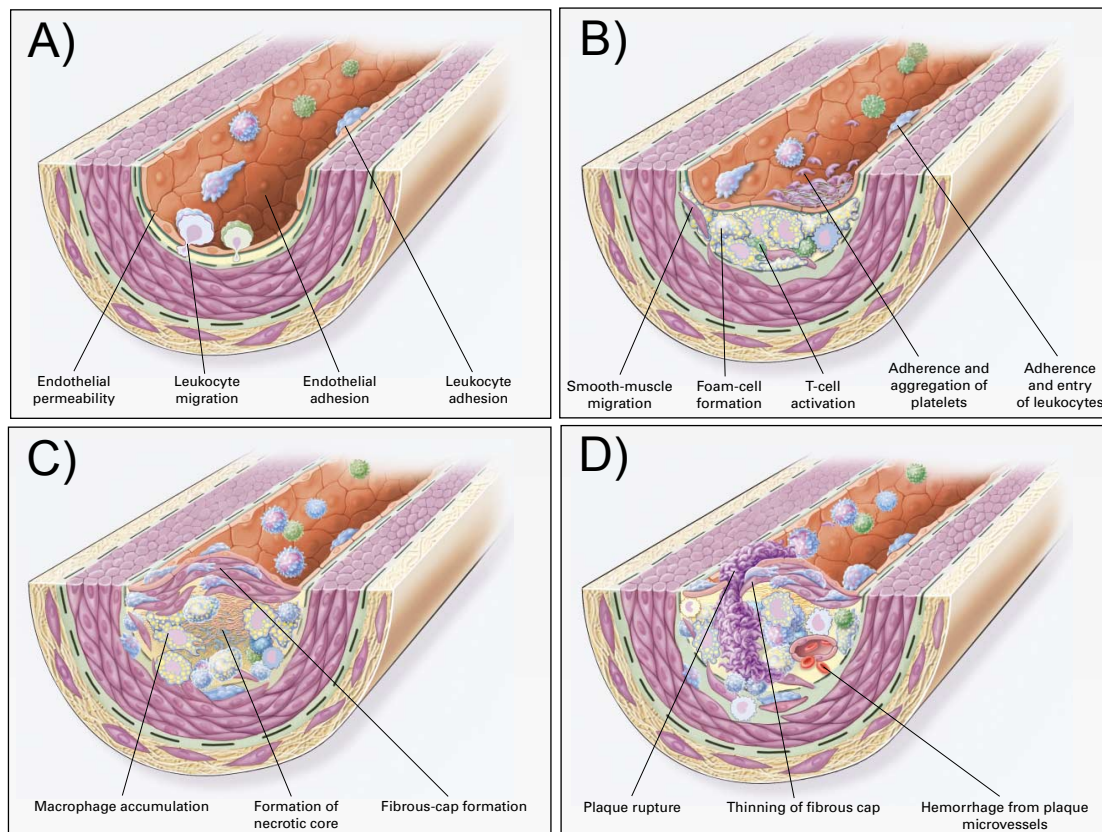 A)
Endothelial
permeability
Leukocyte
migration
Endothelial
adhesion
Leukocyte
adhesion
B)
Smooth-muscle
migration
Foam-cell
formation
T-cell
activation
Adherence and
aggregation of
platelets
Adherence
and entry
of leukocytes
C)
Macrophage accumulation
Formation of
necrotic core
Fibrous-cap formation
D)
Plaque rupture
Thinning of fibrous cap
Hemorrhage from plaque
microvessels